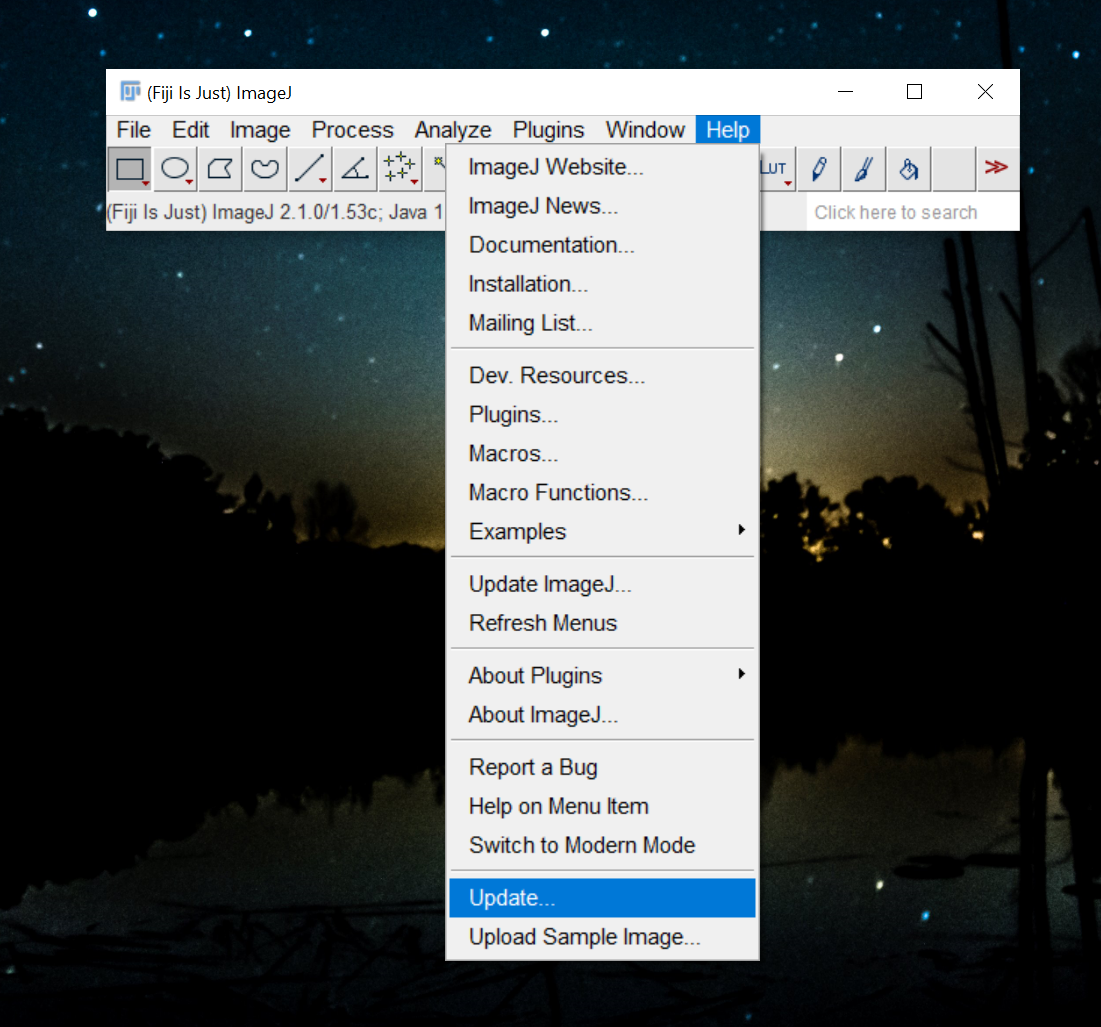 (Fiji Is Just) ImageJ
File Edit Image Process Analyze Plugins Window Help
LUT
(Fiji Is Just) ImageJ 2.1.0/1.53c; Java 1
Click here to search
ImageJ Website...
ImageJ News...
Documentation...
Installation...
Mailing List...
Dev. Resources...
Plugins...
Macros...
Macro Functions...
Examples
Update ImageJ...
Refresh Menus
About Plugins
About ImageJ...
Report a Bug
Help on Menu Item
Switch to Modern Mode
Update...
Upload Sample Image...